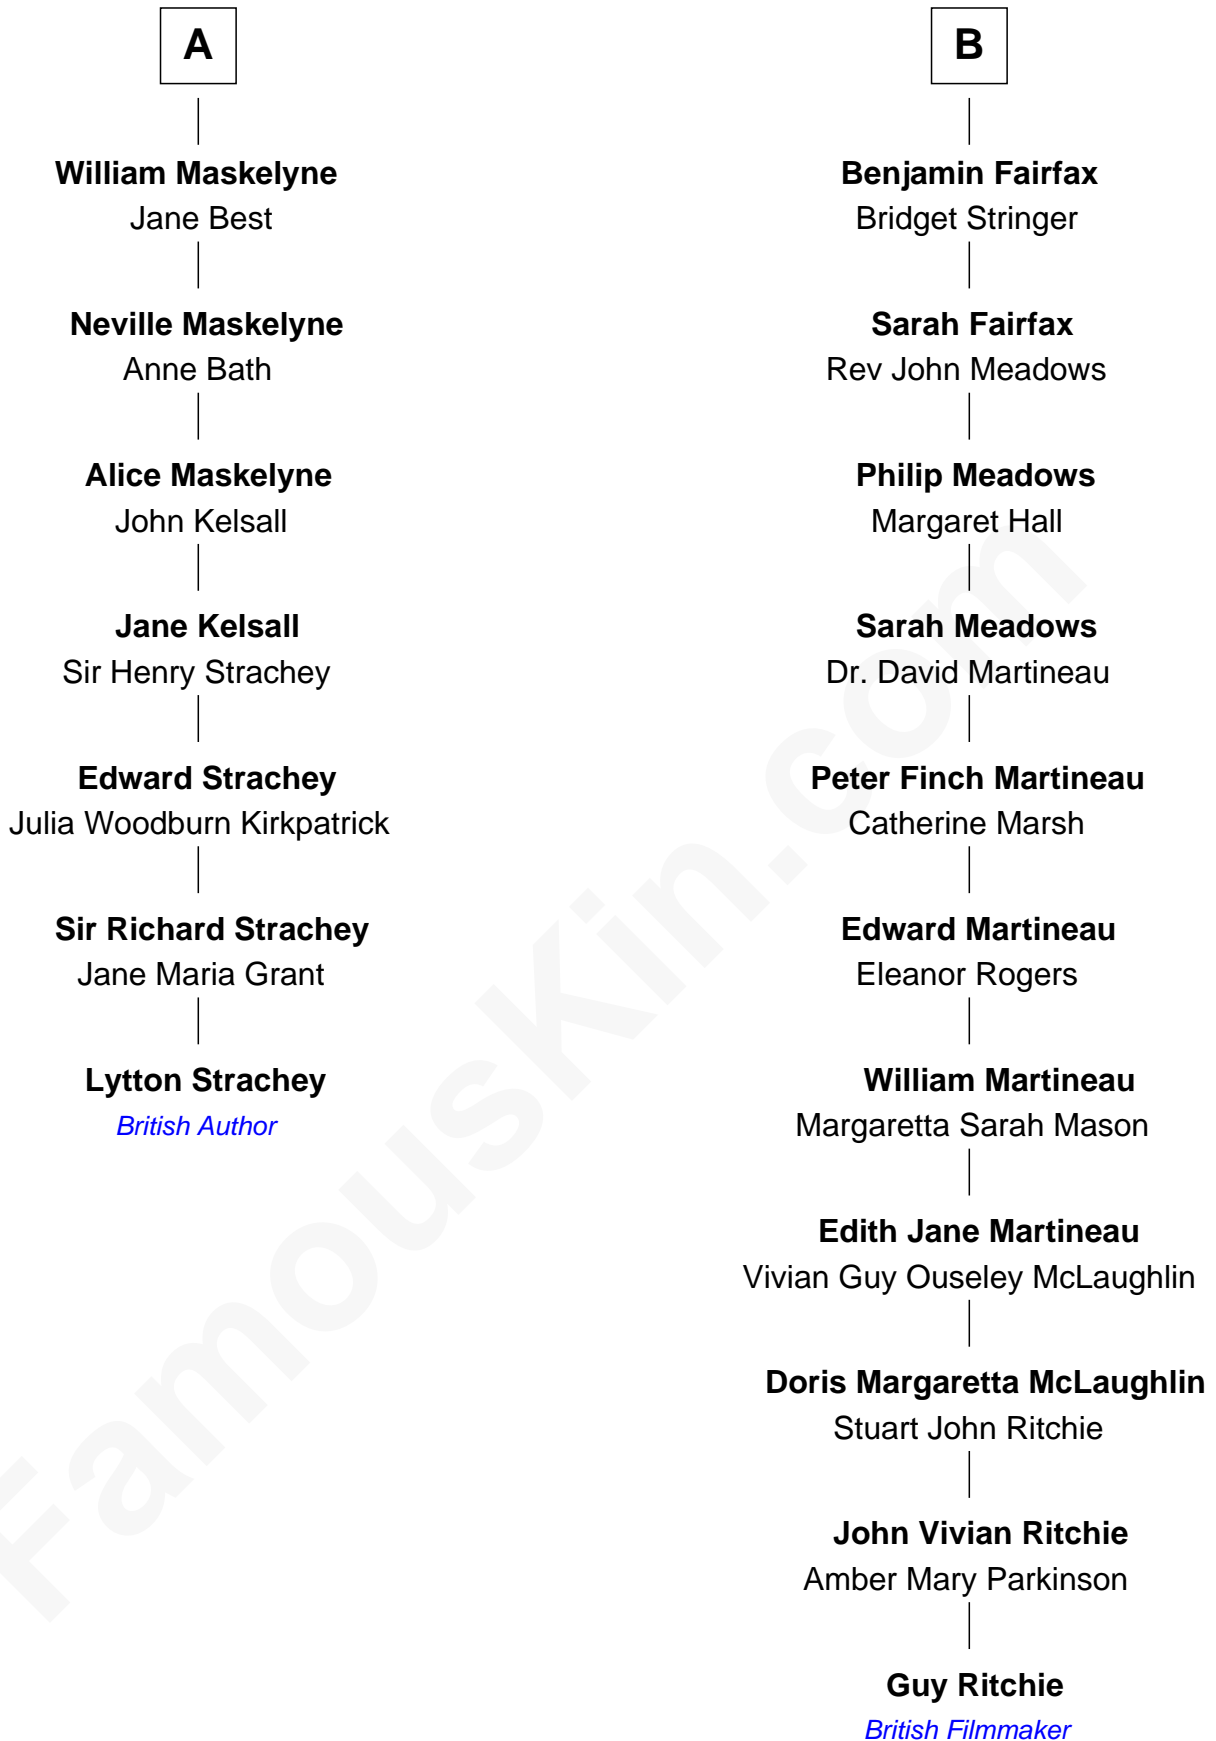 A
William Maskelyne
Jane Best
Neville Maskelyne
Anne Bath
Alice Maskelyne
John Kelsall
Jane Kelsall
Sir Henry Strachey
Edward Strachey
Julia Woodburn Kirkpatrick
Sir Richard Strachey
Jane Maria Grant
Lytton Strachey
British Author
B
Benjamin Fairfax
Bridget Stringer
Sarah Fairfax
Rev John Meadows
Philip Meadows
Margaret Hall
Sarah Meadows
Dr. David Martineau
Peter Finch Martineau
Catherine Marsh
Edward Martineau
Eleanor Rogers
William Martineau
Margaretta Sarah Mason
Edith Jane Martineau
Vivian Guy Ouseley McLaughlin
Doris Margaretta McLaughlin
Stuart John Ritchie
John Vivian Ritchie
Amber Mary Parkinson
Guy Ritchie
British Filmmaker
FamousKin.com